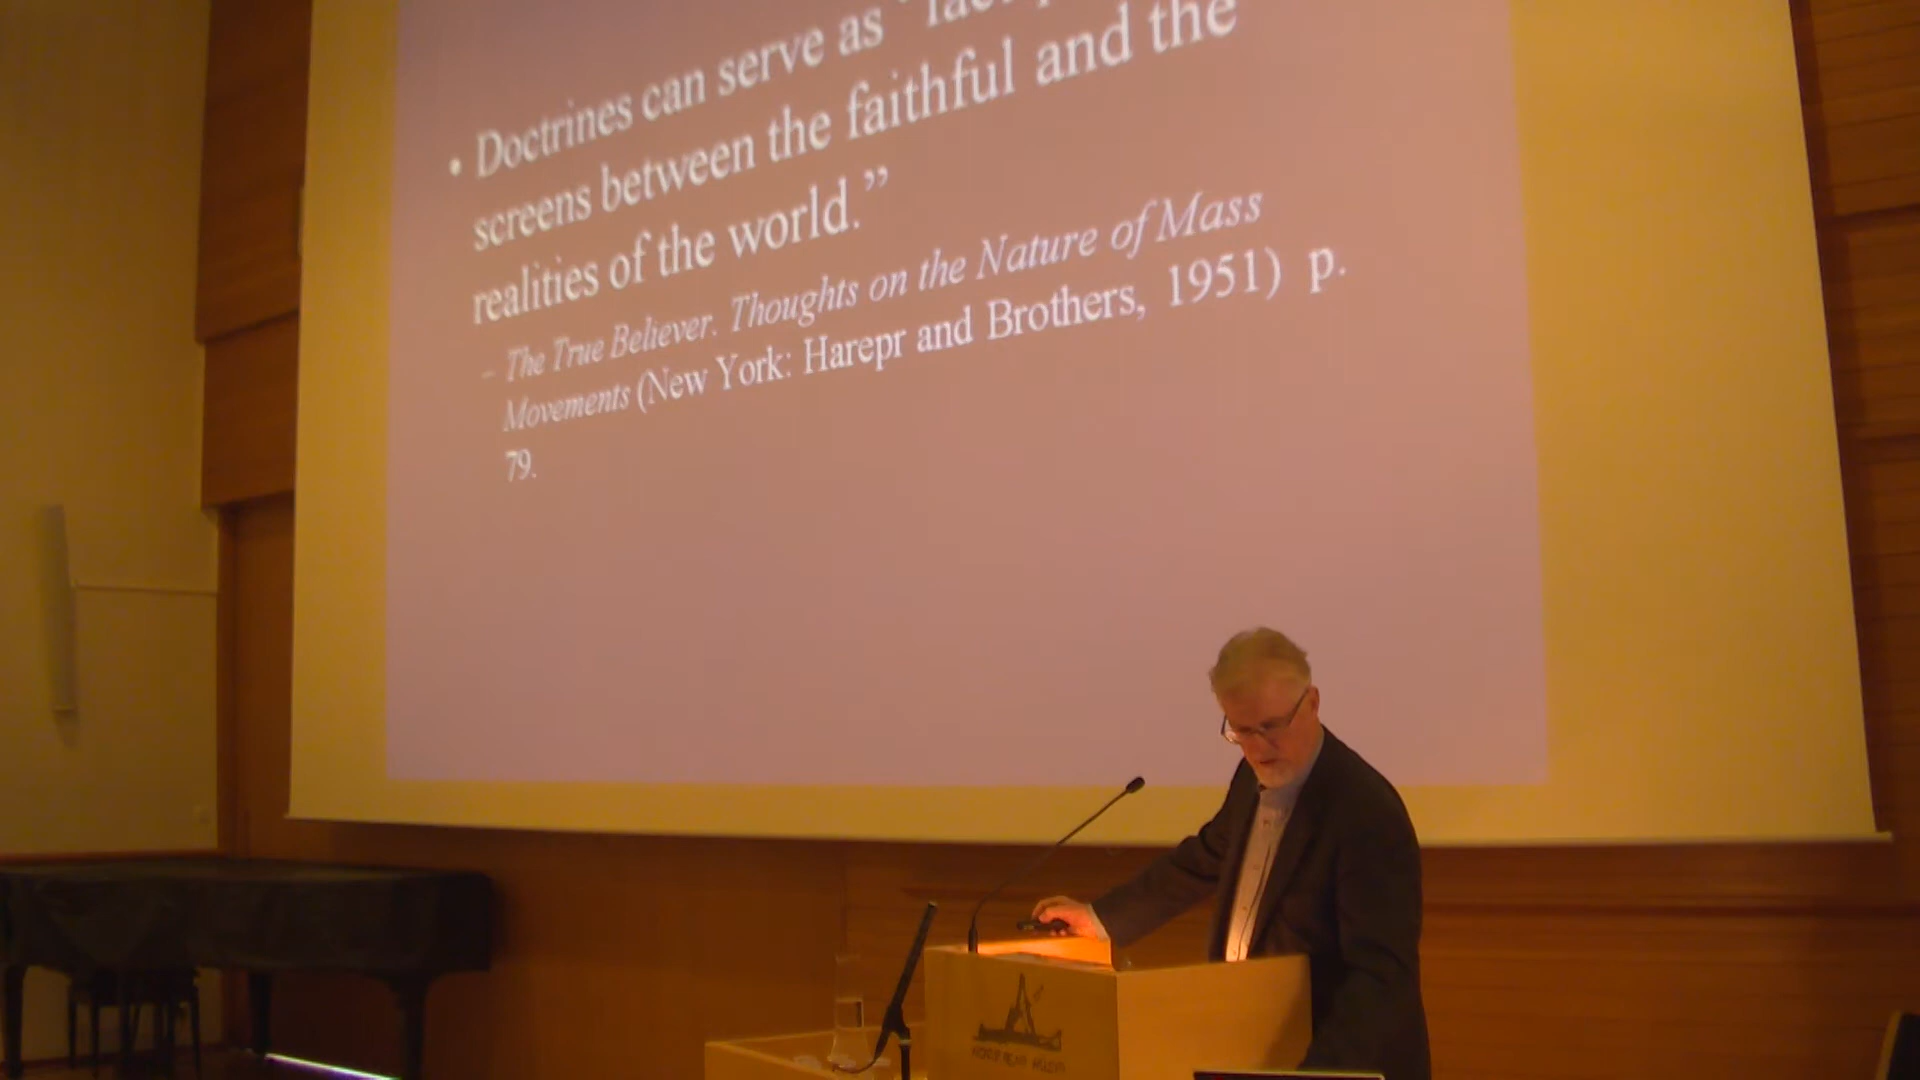 • Doctrines can serve as
screens between the faithful and the
realities of the world.”
– The True Believer. Thoughts on the Nature of Mass
Movements (New York: Harepr and Brothers, 1951) p.
79.